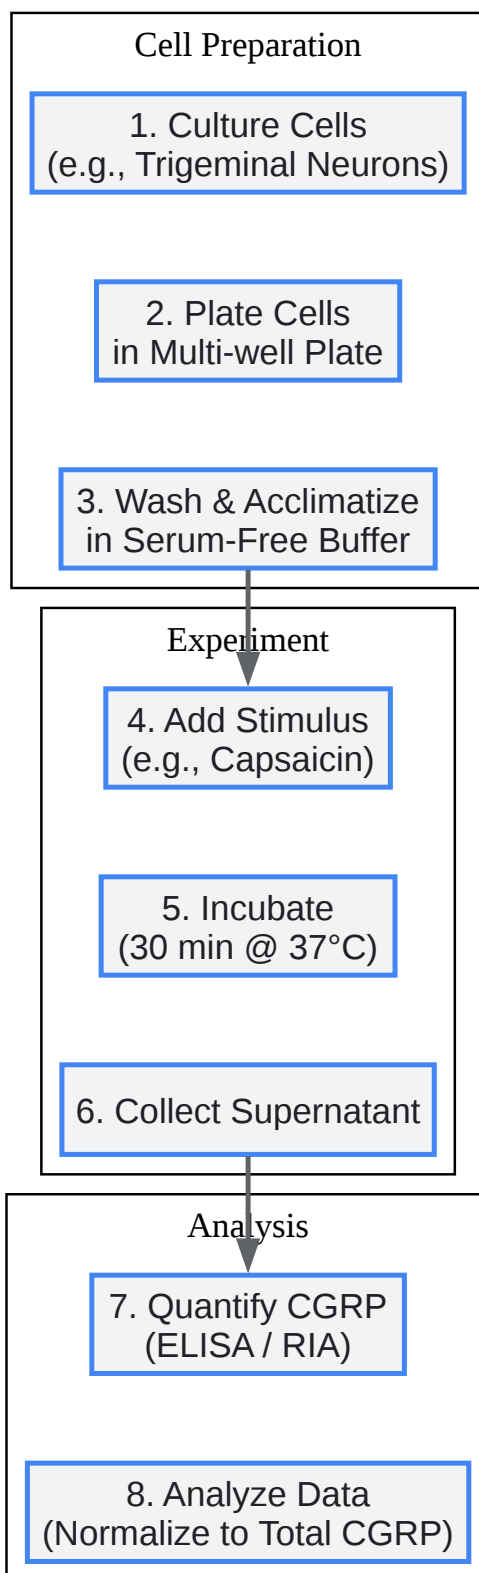 Cell Preparation
1. Culture Cells
(e.g., Trigeminal Neurons)
2. Plate Cells
in Multi-well Plate
3. Wash & Acclimatize
in Serum-Free Buffer
Experiment
4. Add Stimulus
(e.g., Capsaicin)
5. Incubate
(30 min @ 37°C)
6. Collect Supernatant
Analysis
7. Quantify CGRP
(ELISA / RIA)
8. Analyze Data
(Normalize to Total CGRP)